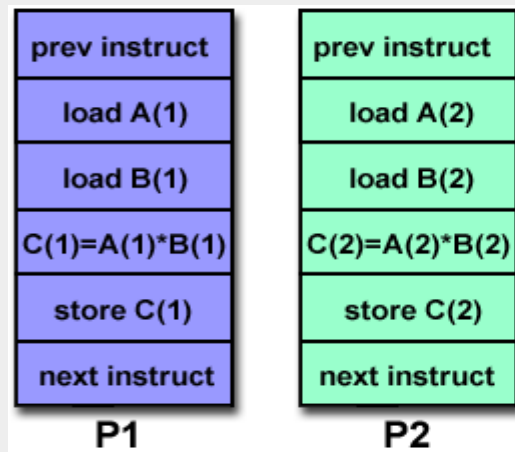 prev instruct
load A(1)
load B(1)
C(1)=A(1)*B(1)
store C(1)
next instruct
P1
prev instruct
load A(2)
load B(2)
C(2)=A(2)*B(2)
store C(2)
next instruct
P2